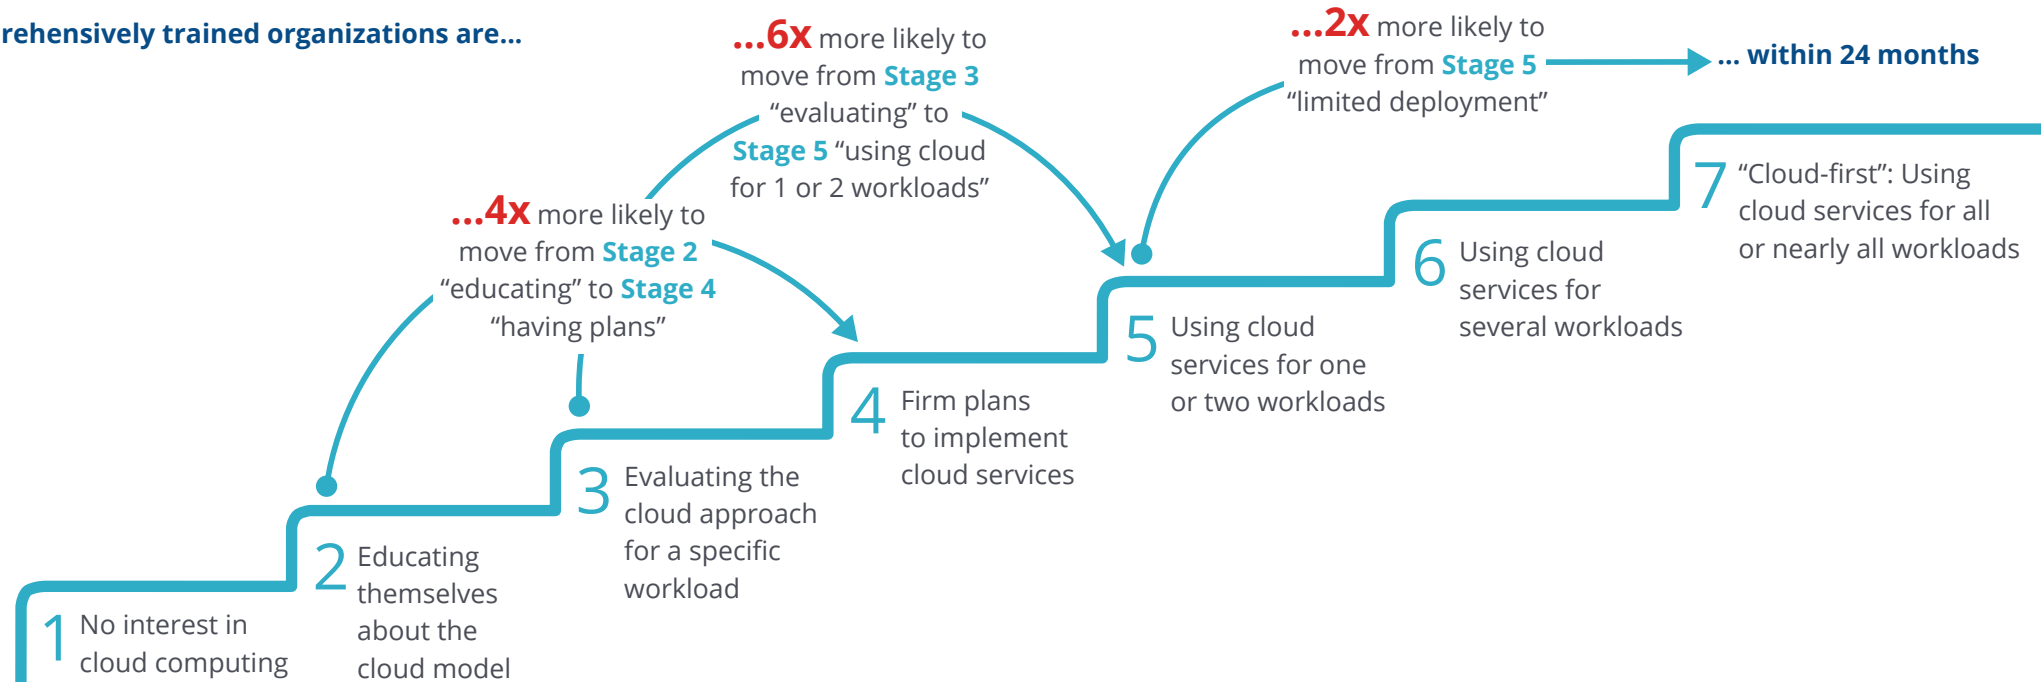 rehensively trained organizations are...
...4x more likely to
move from Stage 2
“educating” to Stage 4
“having plans”
...6x more likely to
move from Stage 3
“evaluating” to
Stage 5 “using cloud
for 1 or 2 workloads”
...2x more likely to
move from Stage 5
“limited deployment”
... within 24 months
1 No interest in
cloud computing
2 Educating
themselves
about the
cloud model
3 Evaluating the
cloud approach
for a specific
workload
4 Firm plans
to implement
cloud services
5 Using cloud
services for one
or two workloads
6 Using cloud
services for
several workloads
7 “Cloud-first”: Using
cloud services for all
or nearly all workloads